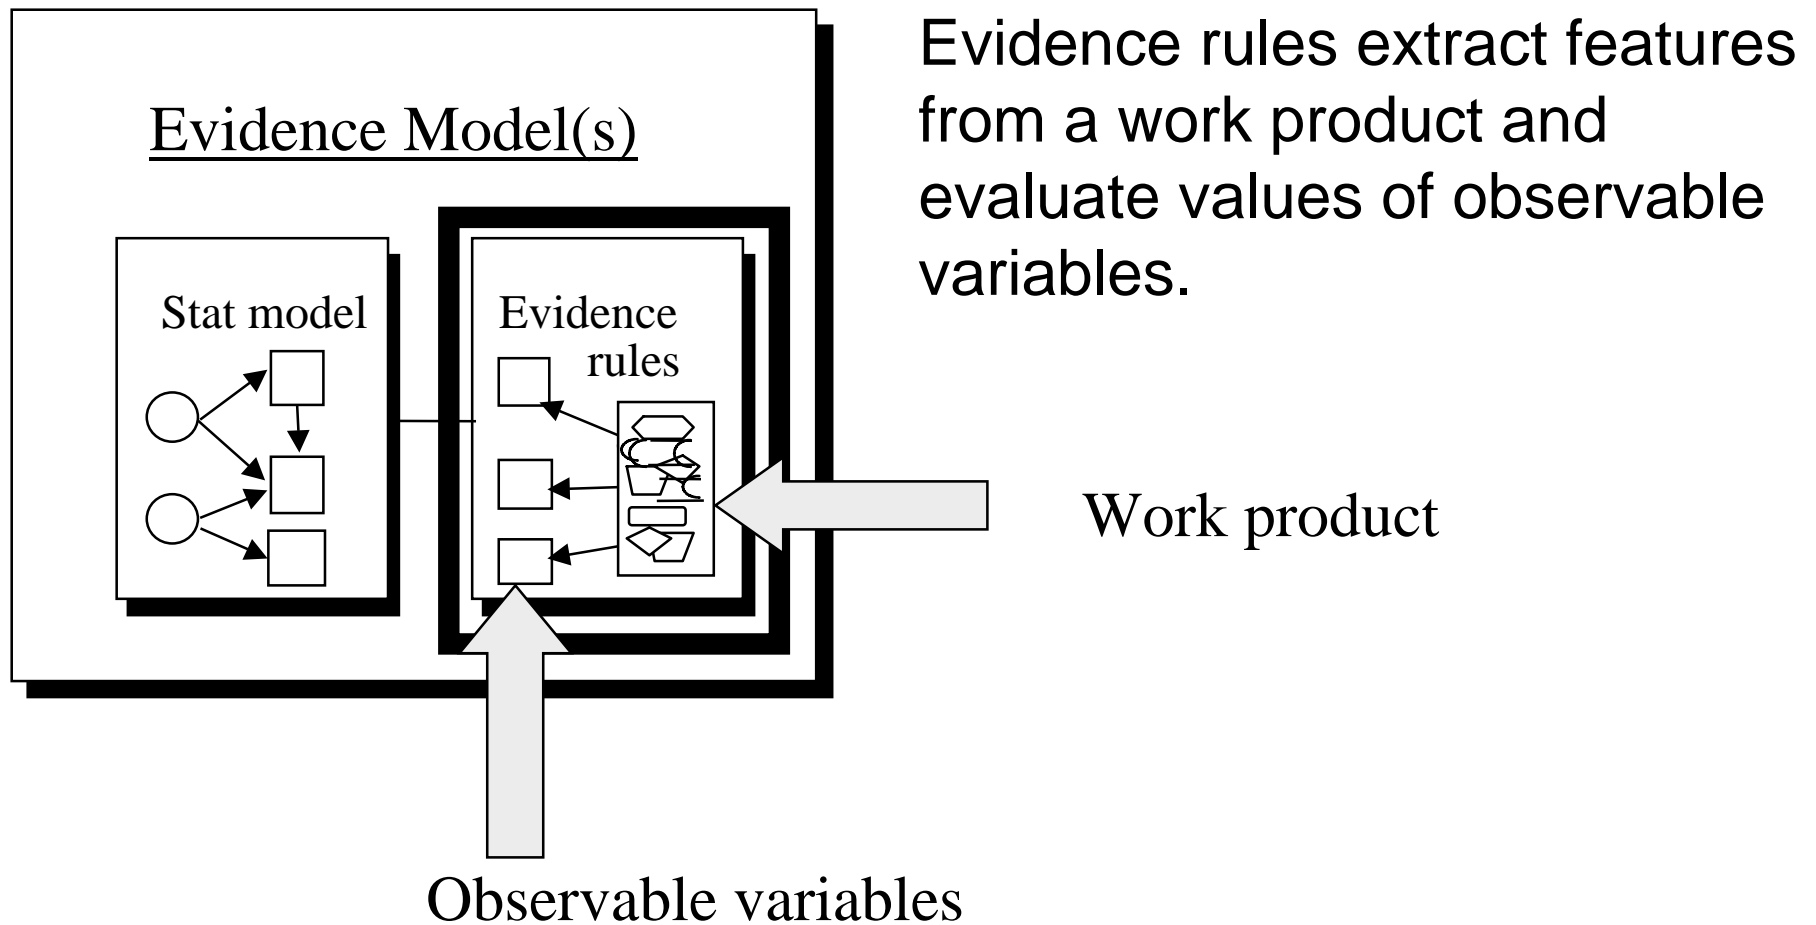 Evidence Model(s)
Stat model
Evidence
rules
Evidence rules extract features
from a work product and
evaluate values of observable
variables.
Work product
Observable variables